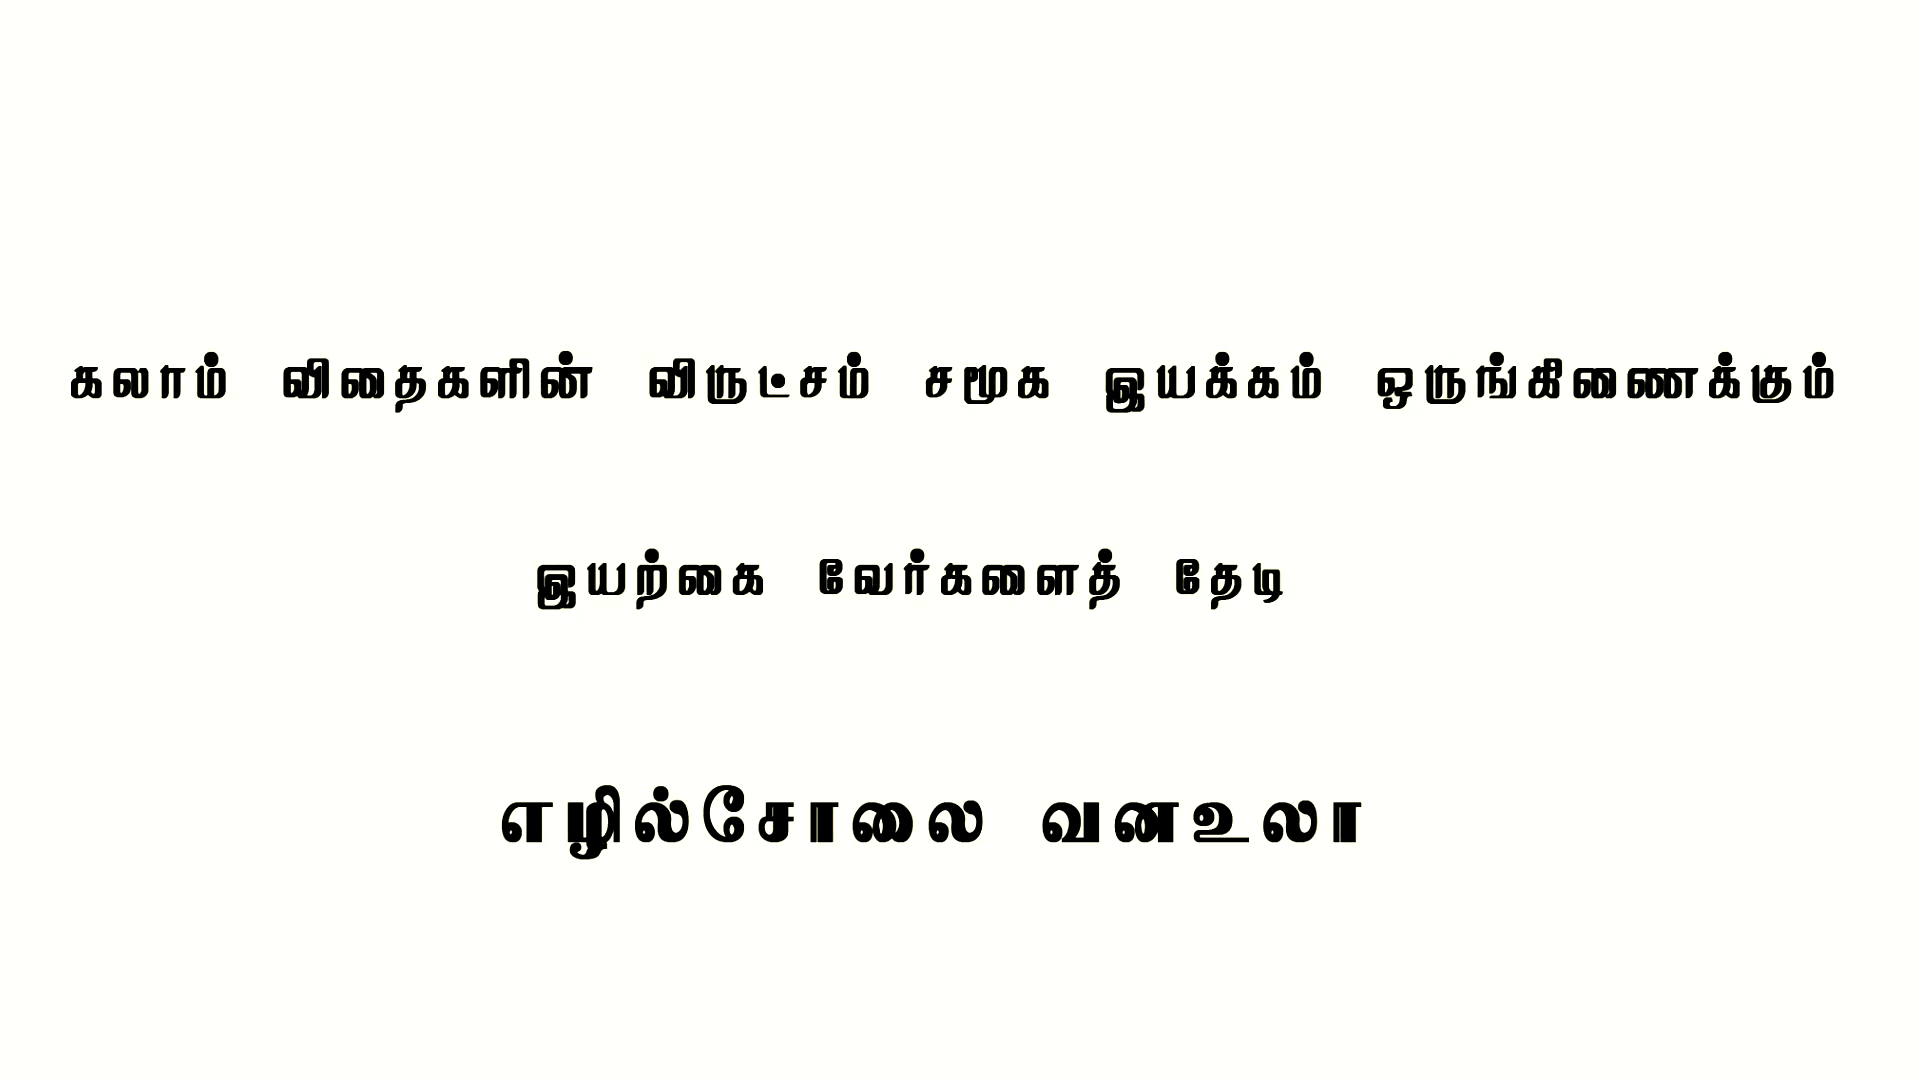 கலாம் விதைகளின் விருட்சம் சமூக இயக்கம் ஒருங்கிணைக்கும்
இயற்கை வேர்களைத் தேடி
எழில்சோலை வனஉலா